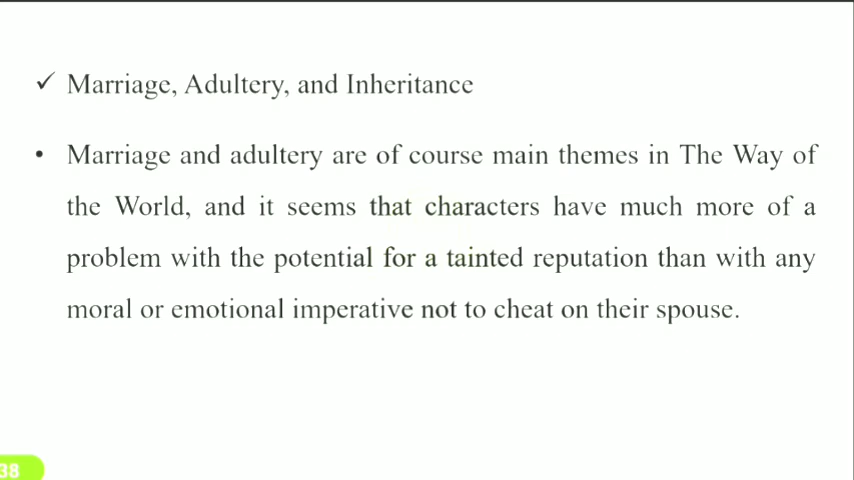 ✓ Marriage, Adultery, and Inheritance
• Marriage and adultery are of course main themes in The Way of
the World, and it seems that characters have much more of a
problem with the potential for a tainted reputation than with any
moral or emotional imperative not to cheat on their spouse.
38